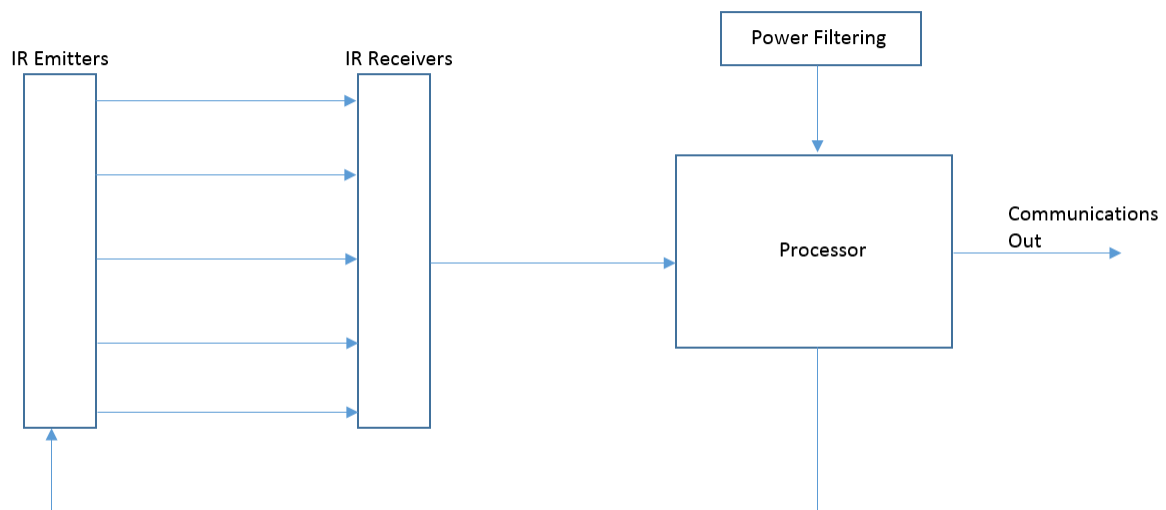 IR Emitters
IR Receivers
Power Filtering
Processor
Communications
Out